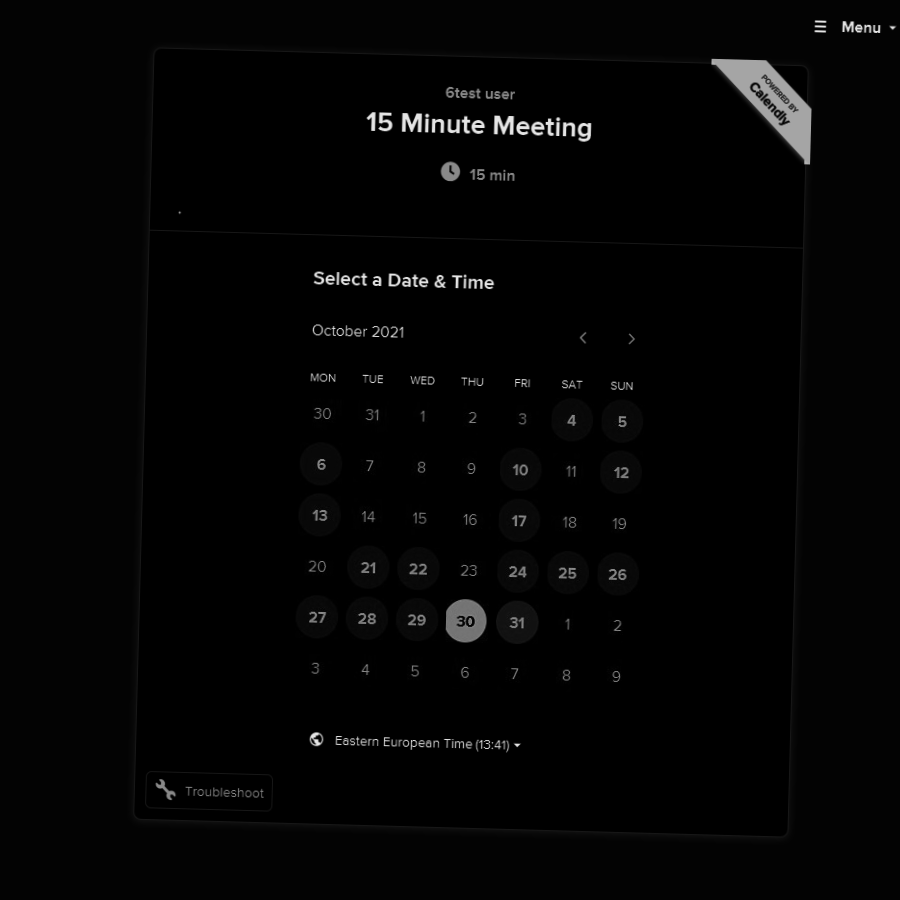 Menu
POWERED BY
Calendly
6test user
15 Minute Meeting
15 min
Select a Date & Time
October 2021
MON TUE WED THU FRI SAT SUN
30 31 1 2 3 4 5
6 7 8 9 10 11 12
13 14 15 16 17 18 19
20 21 22 23 24 25 26
27 28 29 30 31 1 2
3 4 5 6 7 8 9
Eastern European Time (13:41)
Troubleshoot